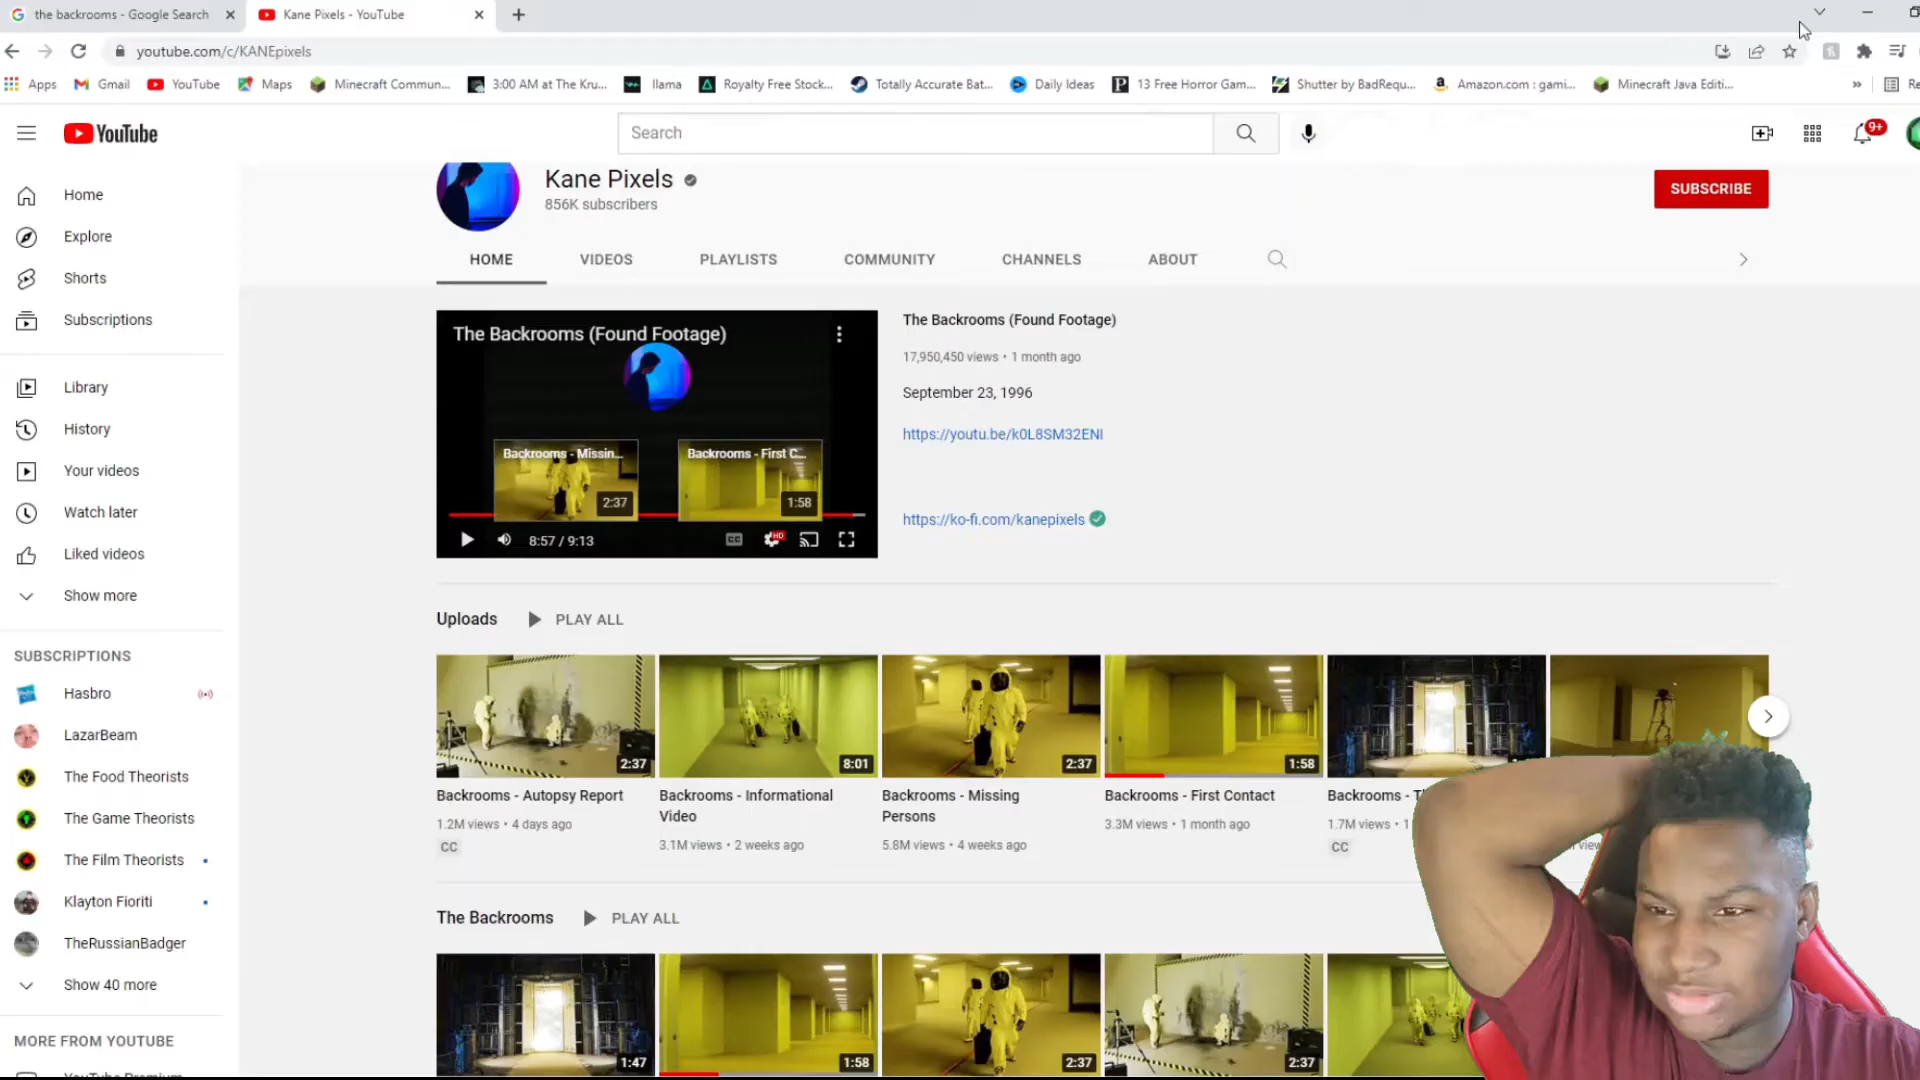 the backrooms - Google Search
Kane Pixels - YouTube
youtube.com/c/KANEpixels
Apps
Gmail
YouTube
Maps
Minecraft Commun...
3:00 AM at The Kru...
llama
Royalty Free Stock...
Totally Accurate Bat...
Daily Ideas
13 Free Horror Gam...
Shutter by BadRequ...
Amazon.com : gami...
Minecraft Java Editi...
YouTube
Search
9+
Home
Explore
Shorts
Subscriptions
Library
History
Your videos
Watch later
Liked videos
Show more
SUBSCRIPTIONS
Hasbro
LazarBeam
The Food Theorists
The Game Theorists
The Film Theorists
Klayton Fioriti
TheRussianBadger
Show 40 more
MORE FROM YOUTUBE
YouTube Premium
Kane Pixels
856K subscribers
SUBSCRIBE
HOME
VIDEOS
PLAYLISTS
COMMUNITY
CHANNELS
ABOUT
The Backrooms (Found Footage)
Backrooms - Missin...
2:37
Backrooms - First C...
1:58
8:57 / 9:13
CC
HD
The Backrooms (Found Footage)
17,950,450 views • 1 month ago
September 23, 1996
https://youtu.be/k0L8SM32ENI
https://ko-fi.com/kanepixels
Uploads
PLAY ALL
2:37
8:01
2:37
1:58
Backrooms - Autopsy Report
1.2M views • 4 days ago
CC
Backrooms - Informational
Video
3.1M views • 2 weeks ago
Backrooms - Missing
Persons
5.8M views • 4 weeks ago
Backrooms - First Contact
3.3M views • 1 month ago
Backrooms -
1.7M views •
CC
The Backrooms
PLAY ALL
1:47
1:58
2:37
2:37